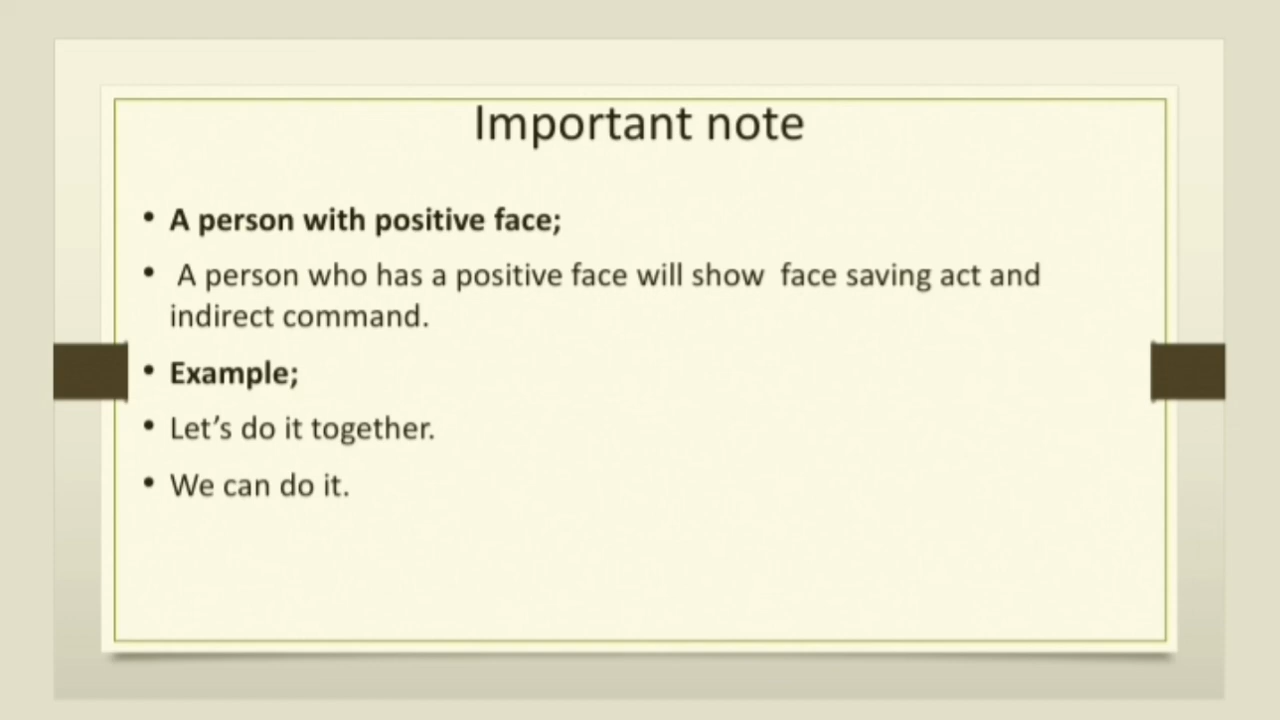 Important note
• A person with positive face;
• A person who has a positive face will show face saving act and
indirect command.
• Example;
• Let’s do it together.
• We can do it.